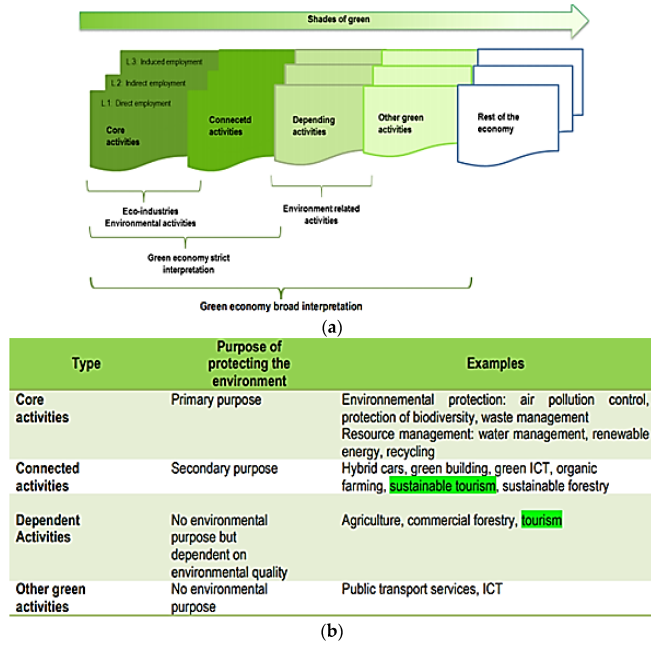 Shades of green
L.3: Induced employment
L.2: Indirect employment
L.1: Direct employment
Core
activities
Connecetd
activities
Depending
activities
Other green
activities
Rest of the
economy
Eco-industries
Environmental activities
Environment related
activities
Green economy strict
interpretation
Green economy broad interpretation
(a)
Type
Purpose of
protecting the
environment
Examples
Core
activities
Primary purpose
Environnemental protection: air pollution control,
protection of biodiversity, waste management
Resource management: water management, renewable
energy, recycling
Connected
activities
Secondary purpose
Hybrid cars, green building, green ICT, organic
farming, sustainable tourism, sustainable forestry
Dependent
Activities
No environmental
purpose but
dependent on
environmental quality
Agriculture, commercial forestry, tourism
Other green
activities
No environmental
purpose
Public transport services, ICT
(b)